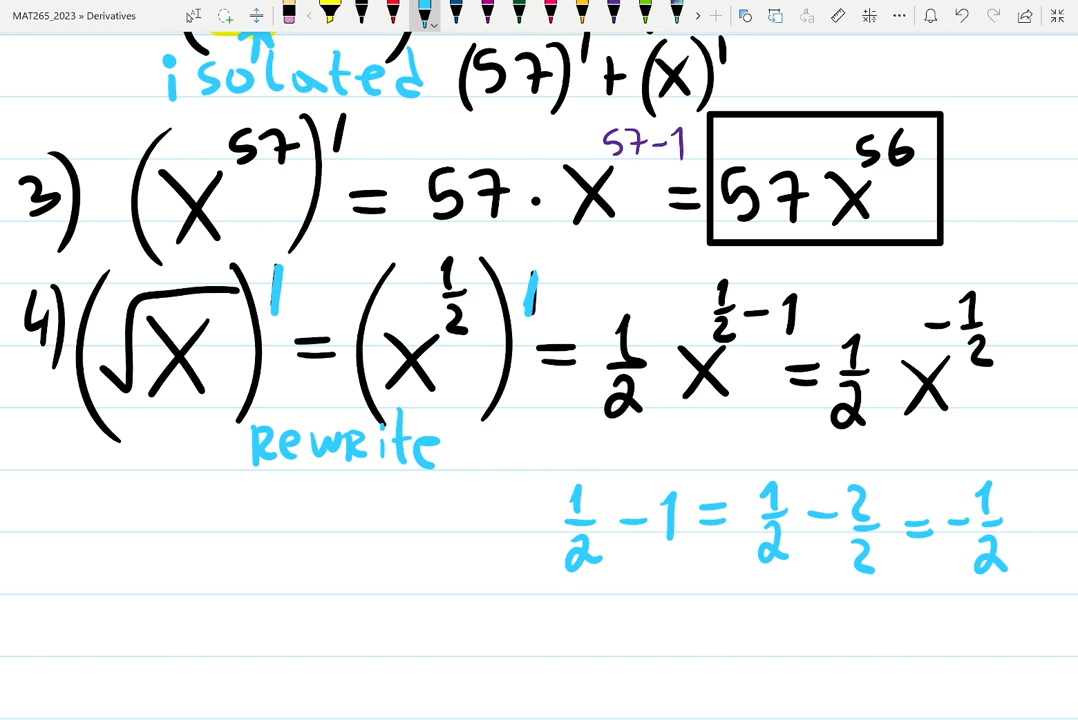 MAT265_2023 » Derivatives
isolated (57)' + (x)'
3) (x^57)' = 57 · x^(57-1) = 57x^56
4) (√x)' = (x^(1/2))' = 1/2 x^(1/2 - 1) = 1/2 x^(-1/2)
Rewrite
1/2 - 1 = 1/2 - 2/2 = -1/2